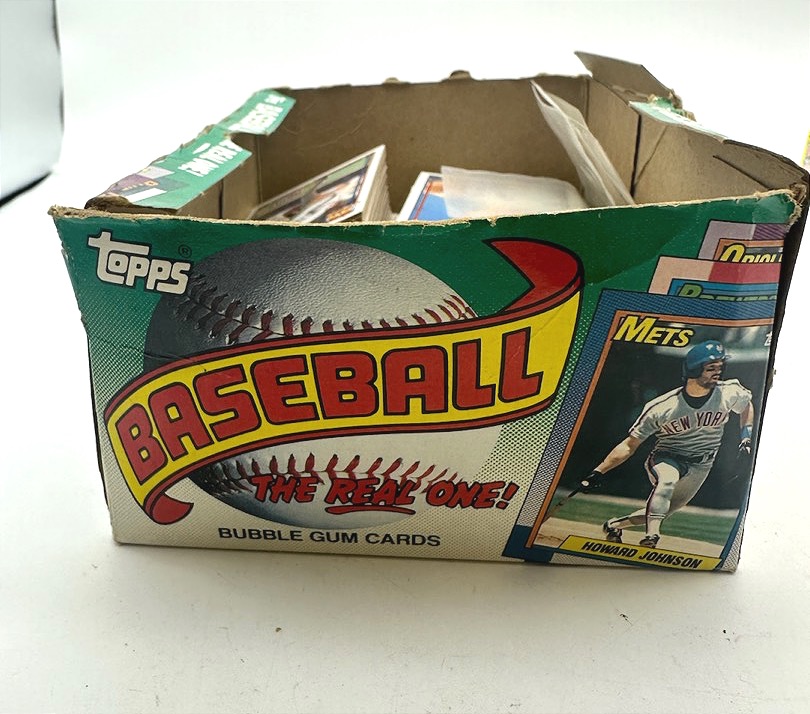 TOPPS
BASEBALL
THE REAL ONE!
BUBBLE GUM CARDS
METS
NEW YORK
HOWARD JOHNSON